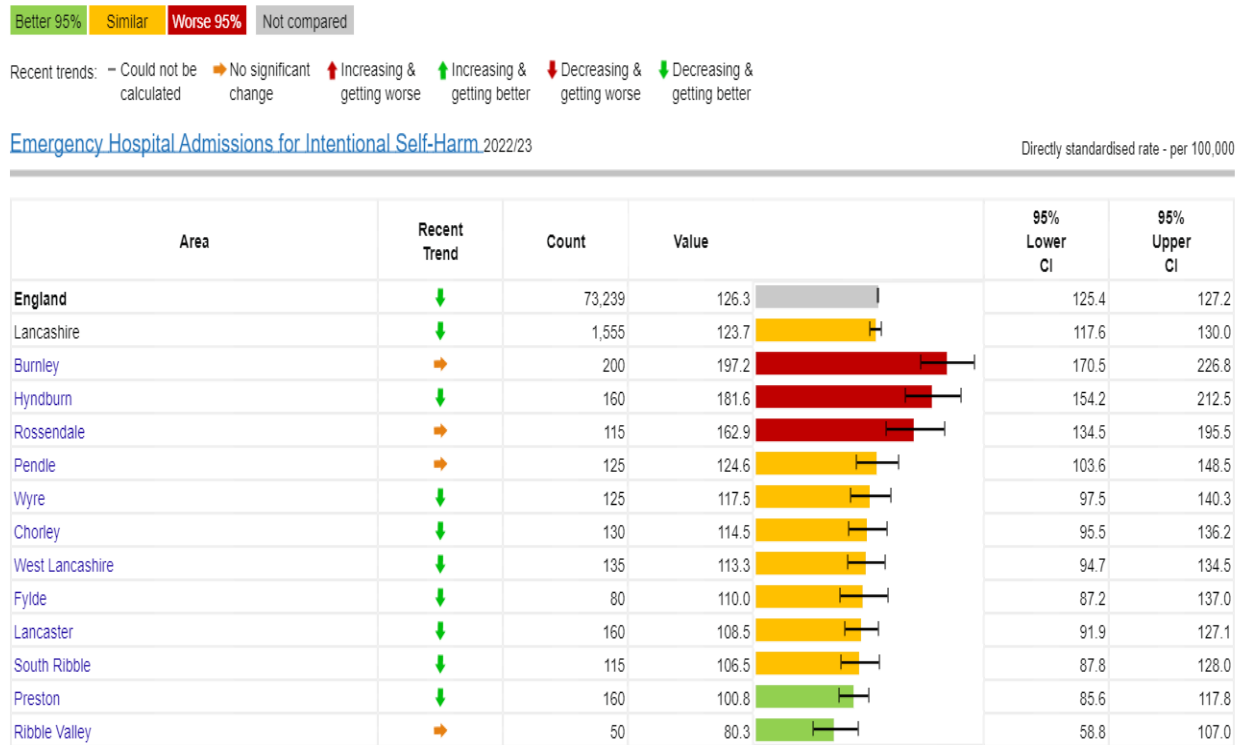 Better 95% Similar Worse 95% Not compared
Recent trends: – Could not be calculated No significant change Increasing & getting worse Increasing & getting better Decreasing & getting worse Decreasing & getting better
Emergency Hospital Admissions for Intentional Self-Harm 2022/23 Directly standardised rate - per 100,000
Area Recent Trend Count Value 95% Lower CI 95% Upper CI
England 73,239 126.3 125.4 127.2
Lancashire 1,555 123.7 117.6 130.0
Burnley 200 197.2 170.5 226.8
Hyndburn 160 181.6 154.2 212.5
Rossendale 115 162.9 134.5 195.5
Pendle 125 124.6 103.6 148.5
Wyre 125 117.5 97.5 140.3
Chorley 130 114.5 95.5 136.2
West Lancashire 135 113.3 94.7 134.5
Fylde 80 110.0 87.2 137.0
Lancaster 160 108.5 91.9 127.1
South Ribble 115 106.5 87.8 128.0
Preston 160 100.8 85.6 117.8
Ribble Valley 50 80.3 58.8 107.0